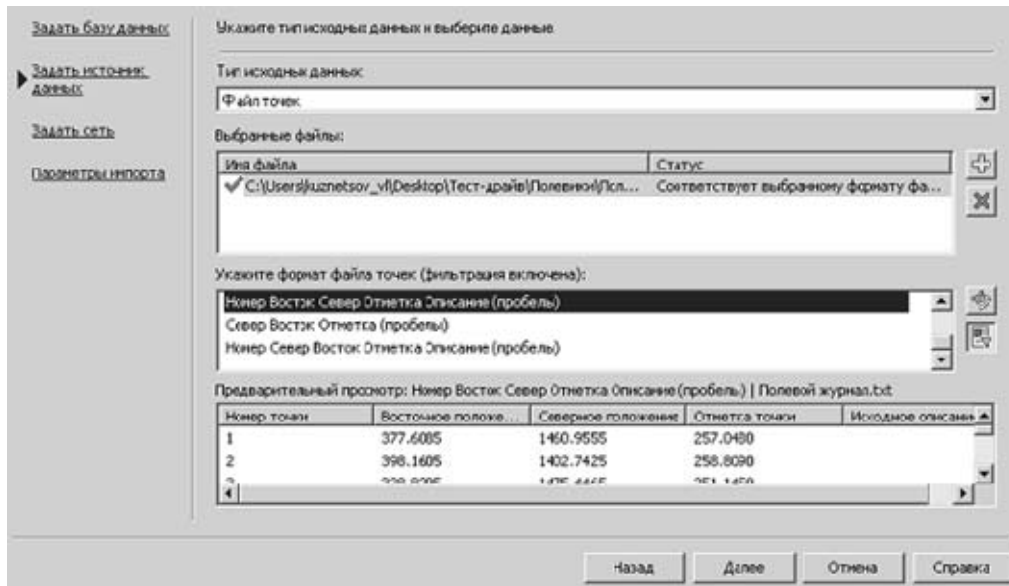 Задать базу данных
Задать источник данных
Задать сеть
Параметры импорта
Укажите тип исходных данных и выберите данные
Тип исходных данных:
Файл точек
Выбранные файлы:
Имя файла Статус
C:\Users\kuznetsov_vl\Desktop\Тест-драйв\Полевики\Пол... Соответствует выбранному формату фа...
Укажите формат файла точек (фильтрация включена):
Номер Восток Север Отметка Описание (пробелы)
Север Восток Отметка (пробелы)
Номер Север Восток Отметка Описание (пробелы)
Предварительный просмотр: Номер Восток Север Отметка Описание (пробелы) | Полевой журнал.txt
Номер точки Восточное положе... Северное положение Отметка точки Исходное описани
1 377.6085 1460.9555 257.0480
2 398.1605 1402.7425 258.8090
Назад Далее Отмена Справка